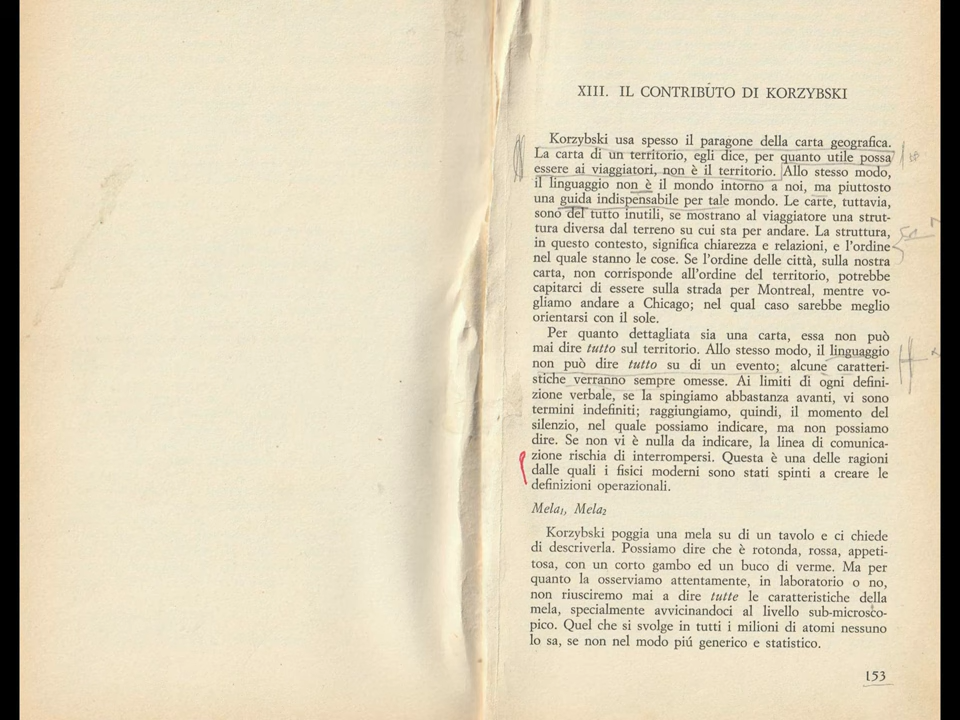 XIII. IL CONTRIBUTO DI KORZYBSKI
Korzybski usa spesso il paragone della carta geografica.
La carta di un territorio, egli dice, per quanto utile possa
essere ai viaggiatori, non è il territorio. Allo stesso modo,
il linguaggio non è il mondo intorno a noi, ma piuttosto
una guida indispensabile per tale mondo. Le carte, tuttavia,
sono del tutto inutili, se mostrano al viaggiatore una strut-
tura diversa dal terreno su cui sta per andare. La struttura,
in questo contesto, significa chiarezza e relazioni, e l'ordine
nel quale stanno le cose. Se l'ordine delle città, sulla nostra
carta, non corrisponde all'ordine del territorio, potrebbe
capitarci di essere sulla strada per Montreal, mentre vo-
gliamo andare a Chicago; nel qual caso sarebbe meglio
orientarsi con il sole.
Per quanto dettagliata sia una carta, essa non può
mai dire tutto sul territorio. Allo stesso modo, il linguaggio
non può dire tutto su di un evento; alcune caratteri-
stiche verranno sempre omesse. Ai limiti di ogni defini-
zione verbale, se la spingiamo abbastanza avanti, vi sono
termini indefiniti; raggiungiamo, quindi, il momento del
silenzio, nel quale possiamo indicare, ma non possiamo
dire. Se non vi è nulla da indicare, la linea di comunica-
zione rischia di interrompersi. Questa è una delle ragioni
dalle quali i fisici moderni sono stati spinti a creare le
definizioni operazionali.
Mela₁, Mela₂
Korzybski poggia una mela su di un tavolo e ci chiede
di descriverla. Possiamo dire che è rotonda, rossa, appeti-
tosa, con un corto gambo ed un buco di verme. Ma per
quanto la osserviamo attentamente, in laboratorio o no,
non riusciremo mai a dire tutte le caratteristiche della
mela, specialmente avvicinandoci al livello sub-microsco-
pico. Quel che si svolge in tutti i milioni di atomi nessuno
lo sa, se non nel modo piú generico e statistico.
153